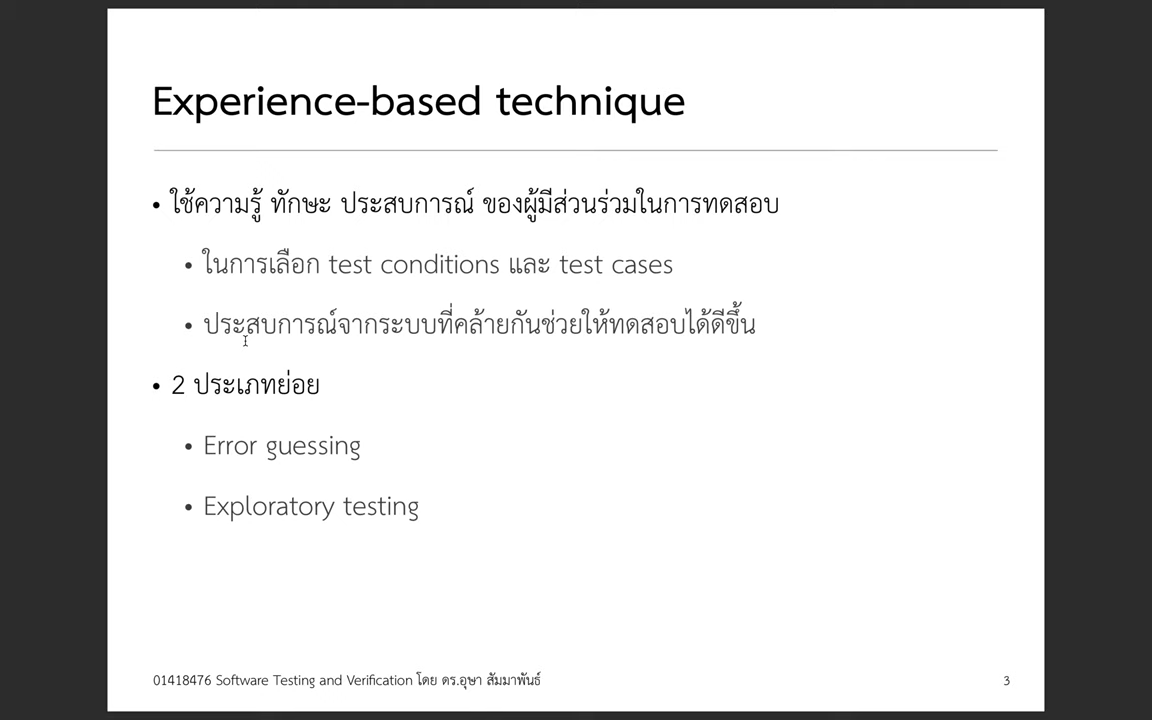 Experience-based technique
• ใช้ความรู้ ทักษะ ประสบการณ์ ของผู้มีส่วนร่วมในการทดสอบ
• ในการเลือก test conditions และ test cases
• ประสบการณ์จากระบบที่คล้ายกันช่วยให้ทดสอบได้ดีขึ้น
• 2 ประเภทย่อย
• Error guessing
• Exploratory testing
01418476 Software Testing and Verification โดย ดร.อุษา สัมมาพันธ์
3